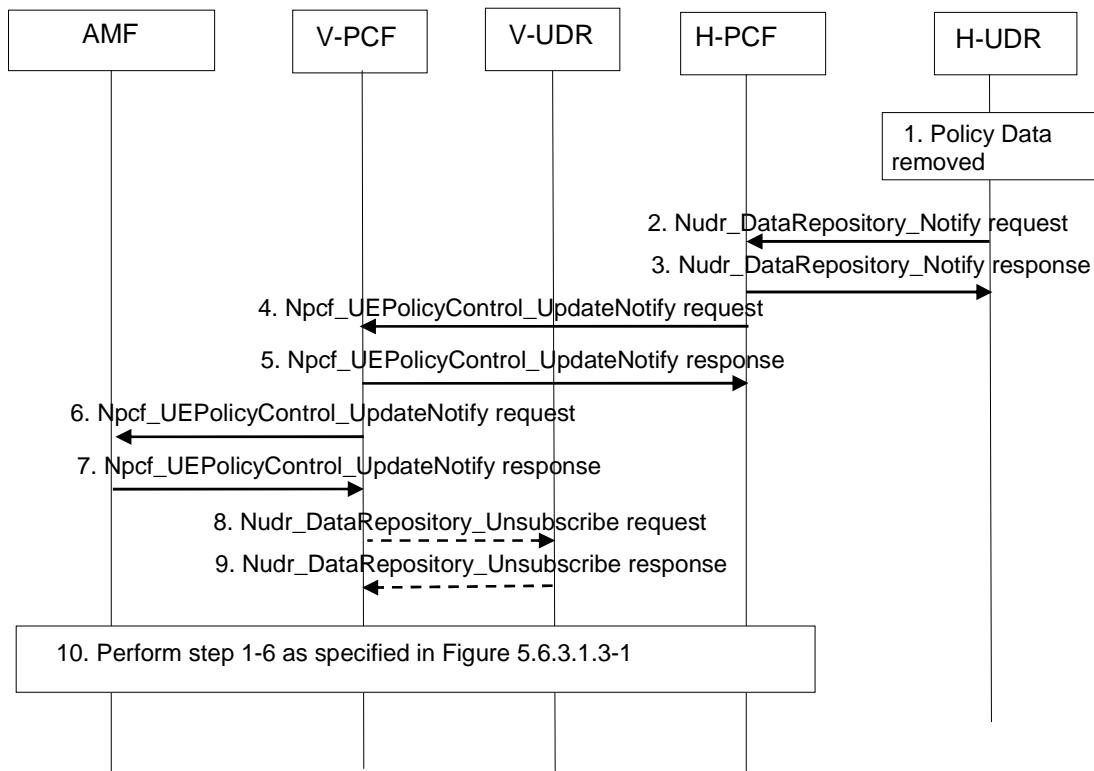 AMF
V-PCF
V-UDR
H-PCF
H-UDR
1. Policy Data
removed
2. Nudr_DataRepository_Notify request
3. Nudr_DataRepository_Notify response
4. Npcf_UEPolicyControl_UpdateNotify request
5. Npcf_UEPolicyControl_UpdateNotify response
6. Npcf_UEPolicyControl_UpdateNotify request
7. Npcf_UEPolicyControl_UpdateNotify response
8. Nudr_DataRepository_Unsubscribe request
9. Nudr_DataRepository_Unsubscribe response
10. Perform step 1-6 as specified in Figure 5.6.3.1.3-1